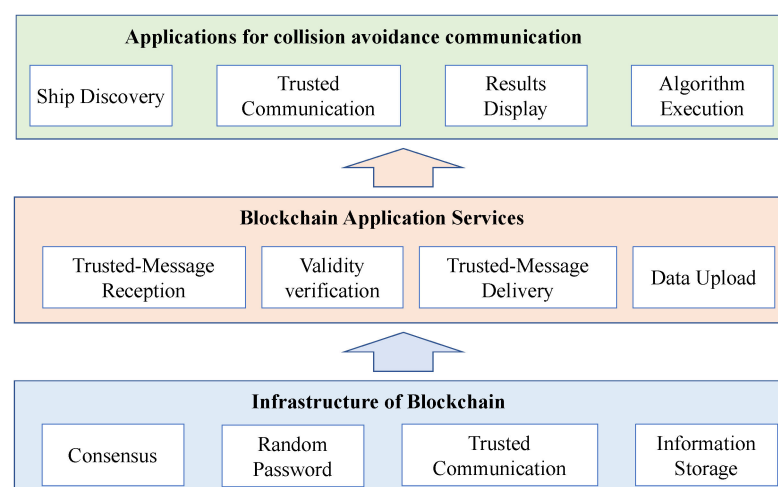 Applications for collision avoidance communication
Ship Discovery
Trusted
Communication
Results
Display
Algorithm
Execution
Blockchain Application Services
Trusted-Message
Reception
Validity
verification
Trusted-Message
Delivery
Data Upload
Infrastructure of Blockchain
Consensus
Random
Password
Trusted
Communication
Information
Storage